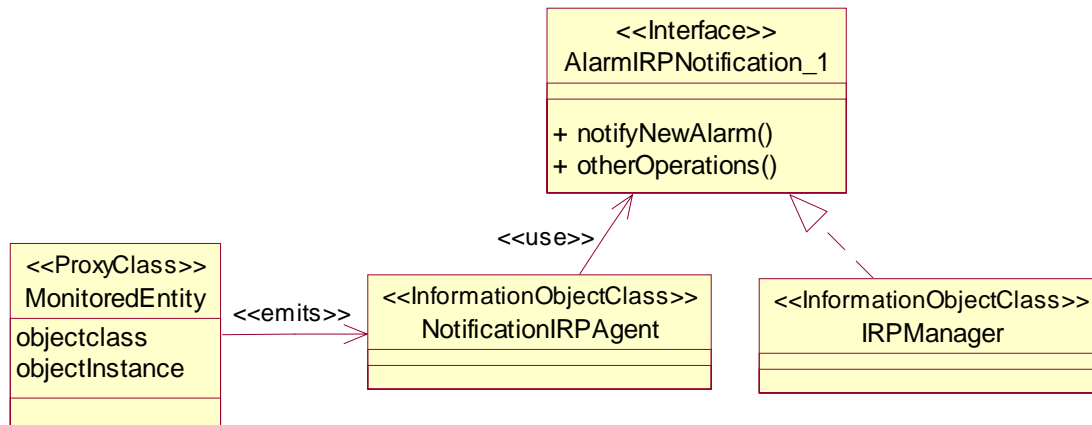 <<Interface>>
AlarmIRPNotification_1
+ notifyNewAlarm()
+ otherOperations()
<<use>>
<<ProxyClass>>
MonitoredEntity
objectclass
objectInstance
<<emits>>
<<InformationObjectClass>>
NotificationIRPAgent
<<InformationObjectClass>>
IRPManager